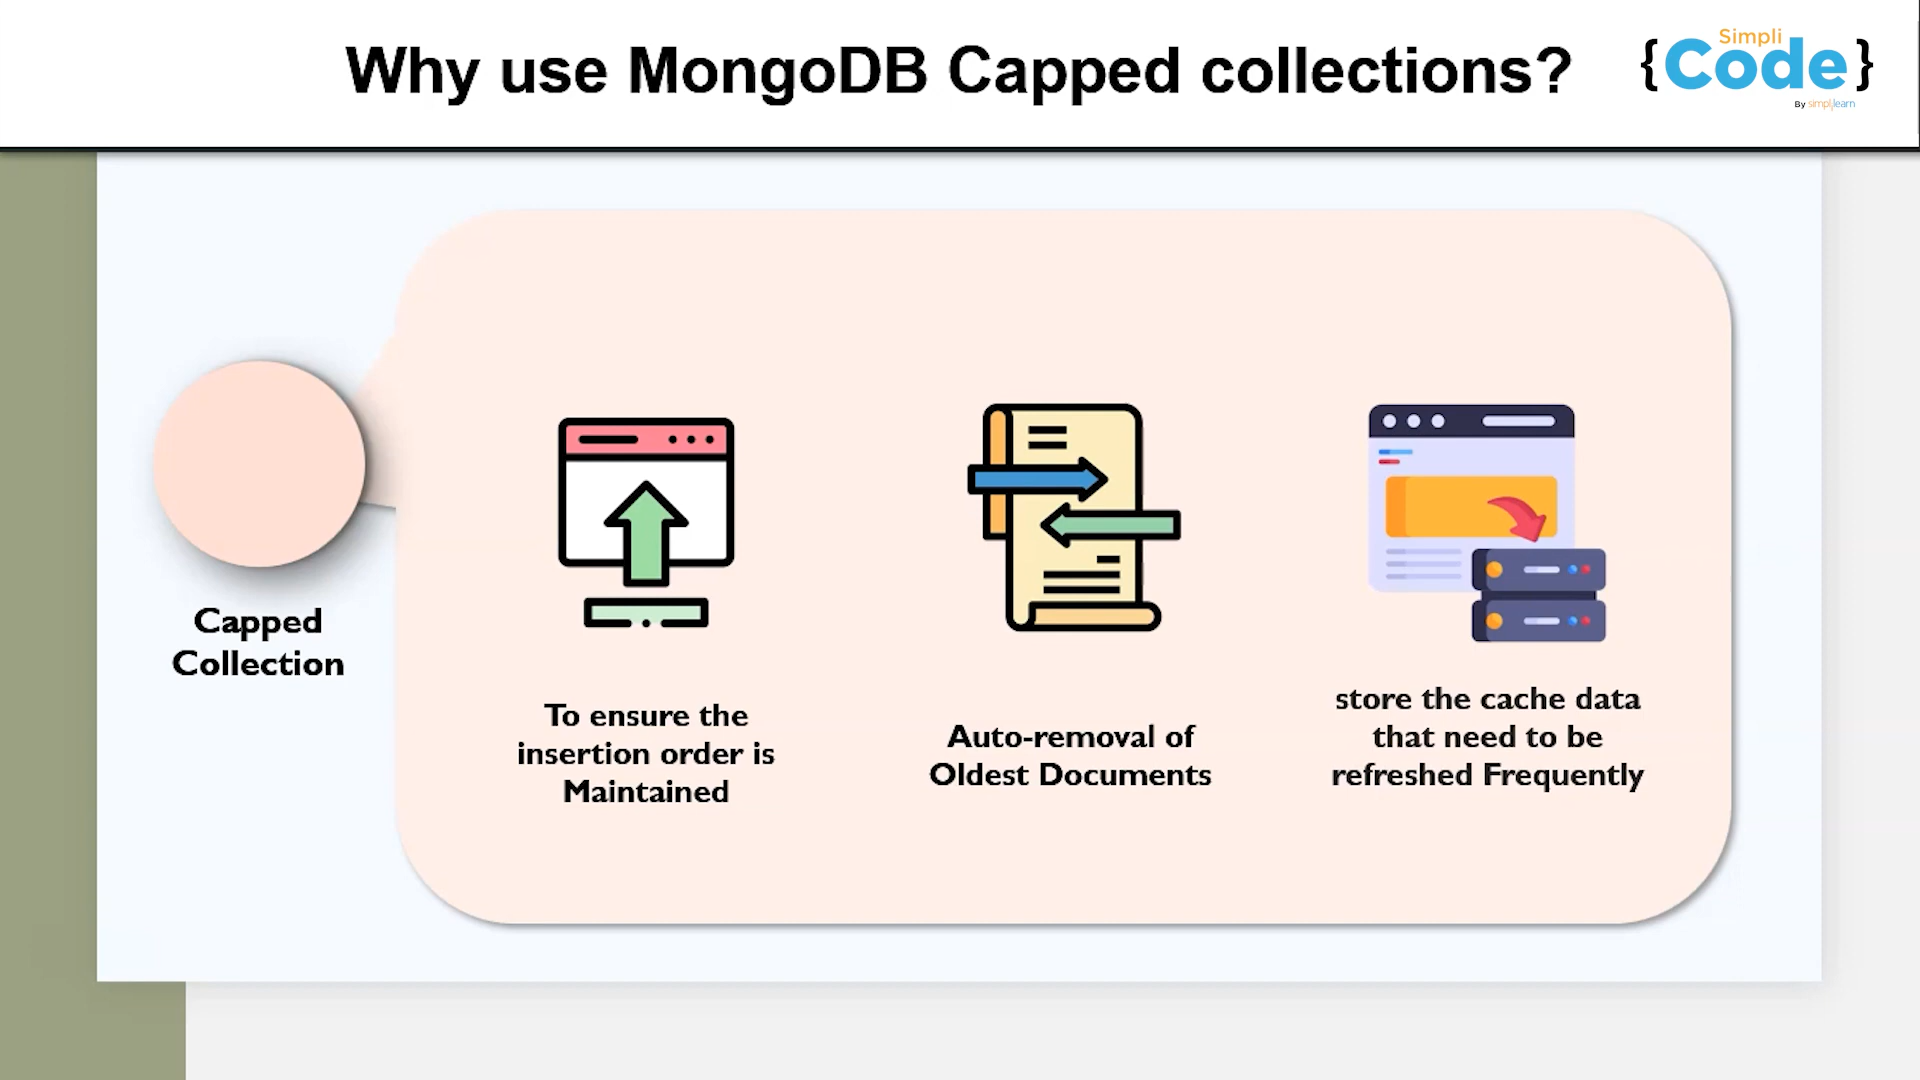 Why use MongoDB Capped collections?
Simpli
{Code}
By simplilearn
Capped
Collection
To ensure the
insertion order is
Maintained
Auto-removal of
Oldest Documents
store the cache data
that need to be
refreshed Frequently